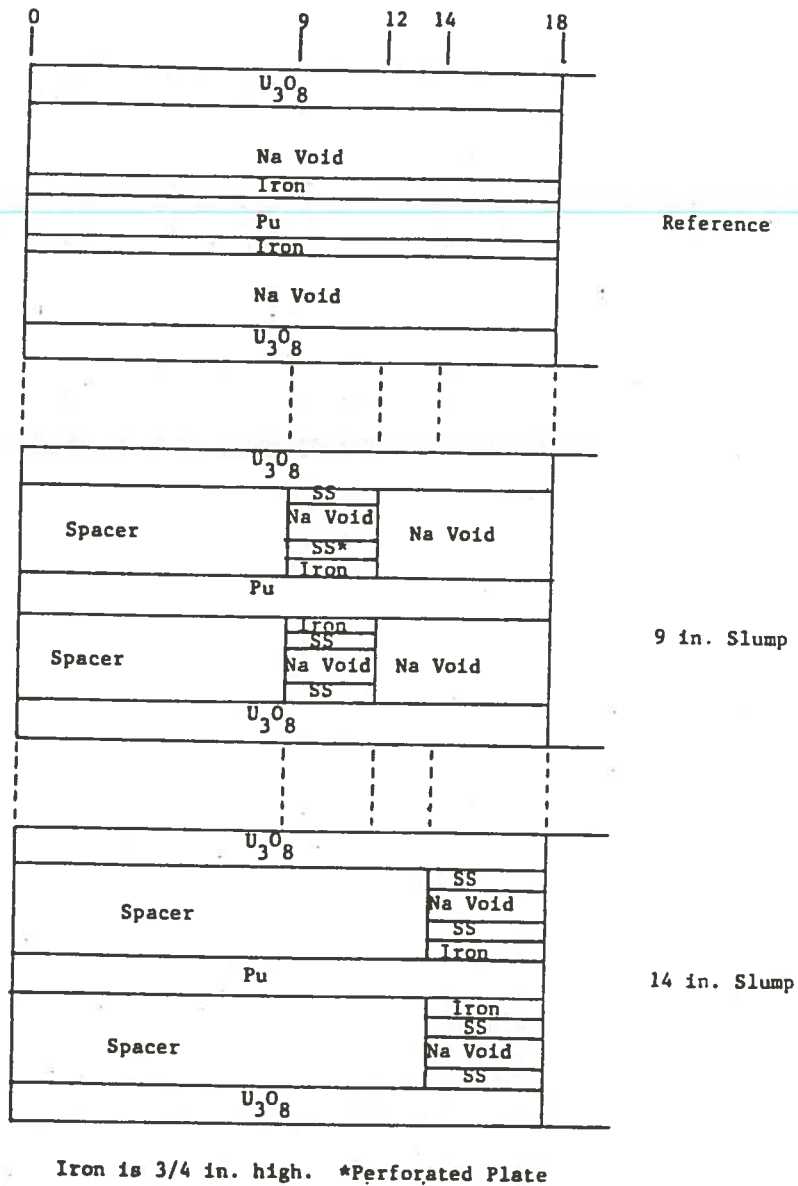 0 9 12 14 18
U3O8
Na Void
Iron
Pu
Iron
Na Void
U3O8
Reference
U3O8
SS
Na Void
SS*
Iron
Spacer
Na Void
Pu
Iron
SS
Na Void
SS
Spacer
Na Void
U3O8
9 in. Slump
U3O8
SS
Na Void
SS
Iron
Spacer
Pu
Iron
SS
Na Void
SS
Spacer
U3O8
14 in. Slump
Iron is 3/4 in. high. *Perforated Plate